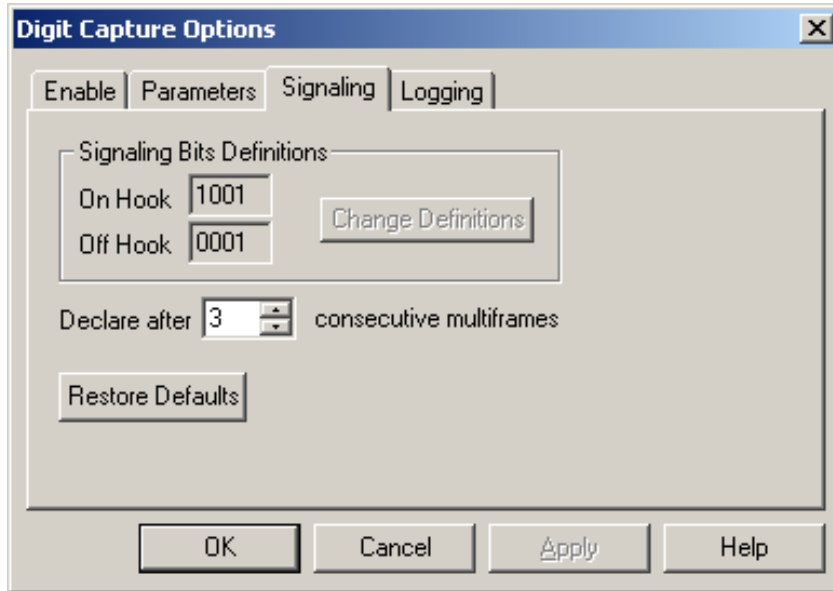 Digit Capture Options
Enable Parameters Signaling Logging
Signaling Bits Definitions
On Hook 1001
Change Definitions
Off Hook 0001
Declare after 3 consecutive multiframes
Restore Defaults
OK Cancel Apply Help